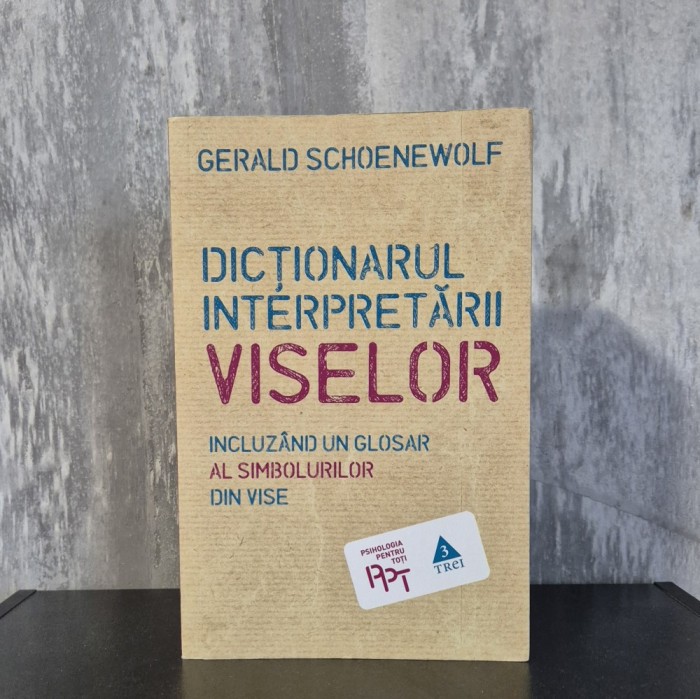 GERALD SCHOENEWOLF
DICȚIONARUL
INTERPRETĂRII
VISELOR
INCLUZÂND UN GLOSAR
AL SIMBOLURILOR
DIN VISE
PSIHOLOGIA
PENTRU
TOȚI
PPT
3
TREI